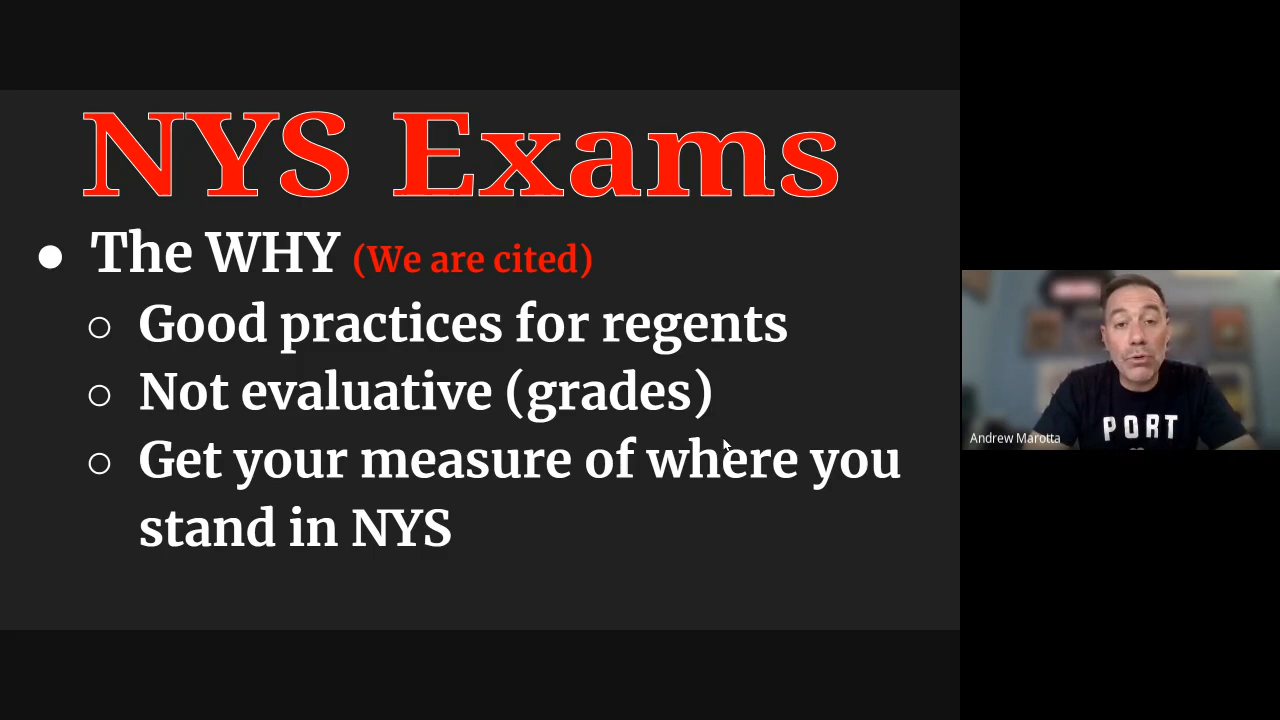 NYS Exams
● The WHY (We are cited)
○ Good practices for regents
○ Not evaluative (grades)
○ Get your measure of where you
stand in NYS
PORT
Andrew Marotta